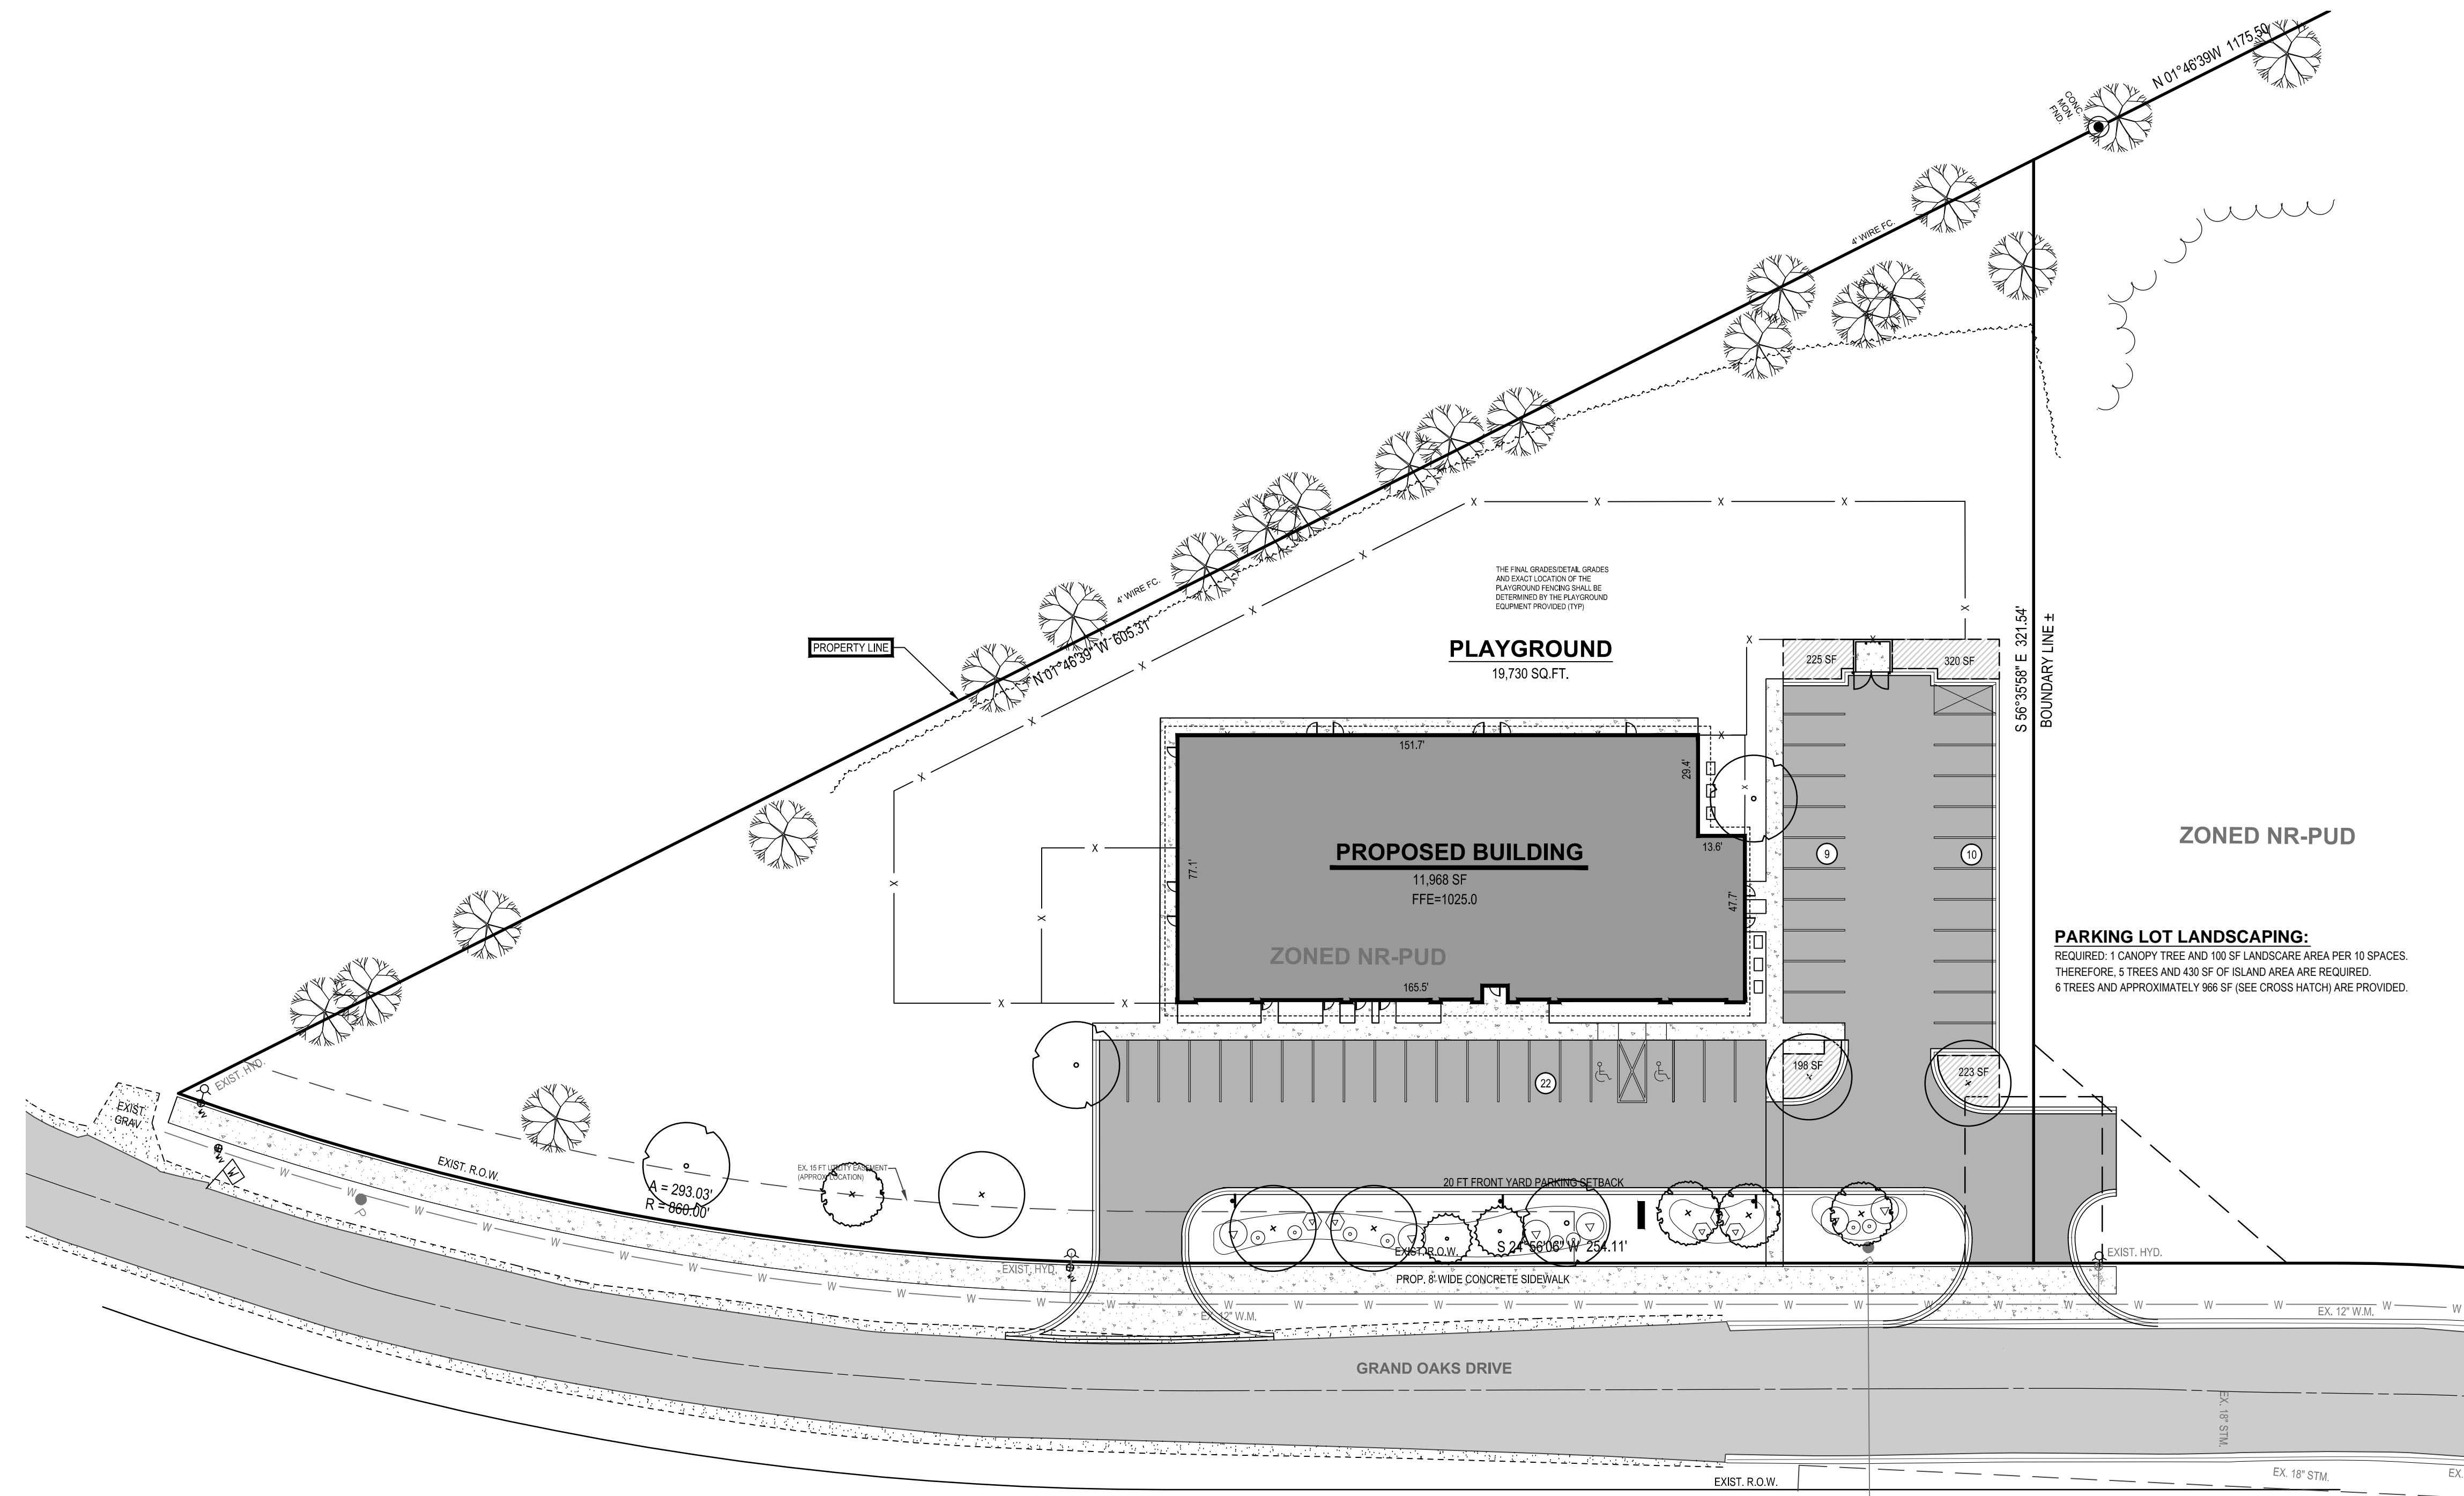 N 01°46'39W 1175.50
CONC.
MON.
FND.
4' WIRE FC.
4' WIRE FC.
N 01°46'39" W 605.31'
PROPERTY LINE
THE FINAL GRADES/DETAIL GRADES
AND EXACT LOCATION OF THE
PLAYGROUND FENCING SHALL BE
DETERMINED BY THE PLAYGROUND
EQUPMENT PROVIDED (TYP)
PLAYGROUND
19,730 SQ.FT.
225 SF
320 SF
S 56°35'58" E 321.54'
BOUNDARY LINE ±
151.7'
29.4'
13.6'
77.1'
47.7'
PROPOSED BUILDING
11,968 SF
FFE=1025.0
ZONED NR-PUD
165.5'
9
10
ZONED NR-PUD
PARKING LOT LANDSCAPING:
REQUIRED: 1 CANOPY TREE AND 100 SF LANDSCARE AREA PER 10 SPACES.
THEREFORE, 5 TREES AND 430 SF OF ISLAND AREA ARE REQUIRED.
6 TREES AND APPROXIMATELY 966 SF (SEE CROSS HATCH) ARE PROVIDED.
22
198 SF
223 SF
EXIST. HYD.
EXIST.
GRAV.
W
EXIST. R.O.W.
A = 293.03'
R = 860.00'
EX. 15 FT UTILITY EASEMENT
(APPROX. LOCATION)
20 FT FRONT YARD PARKING SETBACK
EXIST. R.O.W.
S 24°56'06" W 254.11'
EXIST. HYD.
EXIST. HYD.
PROP. 8' WIDE CONCRETE SIDEWALK
EX. 12" W.M.
EX. 12" W.M.
GRAND OAKS DRIVE
EX. 18" STM.
EXIST. R.O.W.
EX. 18" STM.
EX.